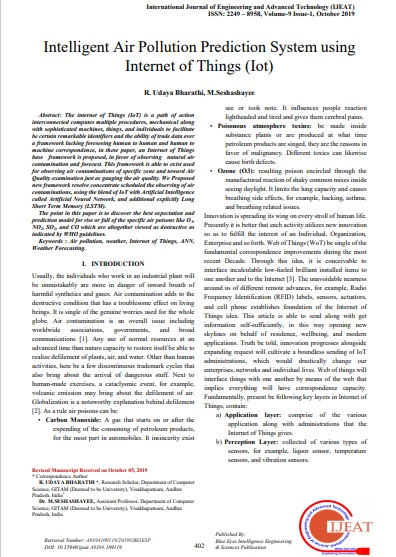 International Journal of Engineering and Advanced Technology (IJEAT)
ISSN: 2249 – 8958, Volume-9 Issue-1, October 2019
Intelligent Air Pollution Prediction System using
Internet of Things (Iot)
R. Udaya Bharathi, M.Seshashayee
Abstract: The internet of Things (IoT) is a path of action
interconnected computes multiple procedures, mechanical along
with sophisticated machines, things, and individuals to facilitate
be certain remarkable identifiers and the ability of trade data over
a framework lacking foreseeing human to human and human to
machine correspondence, in these paper, an Internet of Things
base framework is proposed, in favor of observing natural air
contamination and forecast. This framework is able to exist used
for observing air contaminations of specific zone and toward Air
Quality examination just as gauging the air quality. We Proposed
new framework resolve concentrate scheduled the observing of air
contaminations, using the blend of IoT with Artificial Intelligence
called Artificial Neural Network, and additional explicitly Long
Short Term Memory (LSTM).
The point in this paper is to discover the best expectation and
prediction model for rise or fall of the specific air poisons like O3,
NO2, SO2, and CO which are altogether viewed as destructive as
indicated by WHO guidelines.
Keywords : Air pollution, weather, Internet of Things, ANN,
Weather Forecasting.
I. INTRODUCTION
Usually, the individuals who work in an industrial plant will
be unmistakably are more in danger of inward breath of
harmful synthetics and gases. Air contamination adds to the
destructive condition that has a troublesome effect on living
beings. It is single of the genuine worries used for the whole
globe. Air contamination is an overall issue including
worldwide associations, governments, and broad
communications [1]. Any use of normal resources at an
advanced time than nature capacity to restore itself be able to
realize defilement of plants, air, and water. Other than human
activities, here be a few discontinuous trademark cycles that
also bring about the arrival of dangerous stuff. Next to
human-made exercises, a cataclysmic event, for example,
volcanic emission may bring about the defilement of air.
Globalization is a noteworthy explanation behind defilement
[2]. As a rule air poisons can be:
• Carbon Monoxide: A gas that starts on or after the
expending of the consuming of petroleum products,
for the most part in automobiles. It insincerity exist
Revised Manuscript Received on October 05, 2019
* Correspondence Author
R. UDAYA BHARATHI *, Research Scholar, Department of Computer
Science, GITAM (Deemed to be University), Visakhapatnam, Andhra
Pradesh, India
Dr. M.SESHASHAYEE, Assistant Professor, Department of Computer
Science, GITAM (Deemed to be University), Visakhapatnam, Andhra
Pradesh, India
see or took note. It influences people reaction
lightheaded and tired and gives them cerebral pains.
• Poisonous atmosphere toxins: be made inside
substance plants or are produced at what time
petroleum products are singed, they are the reasons in
favor of malignancy. Different toxins can likewise
cause birth defects.
• Ozone (O3): resulting poison encircled through the
manufactured reaction of shaky common mixes inside
seeing daylight. It limits the lung capacity and causes
breathing side effects, for example, hacking, asthma,
and breathing related issues.
Innovation is spreading its wing on every stroll of human life.
Presently it is better that each activity utilizes new innovation
so as to fulfill the interest of an Individual, Organization,
Enterprise and so forth. Web of Things (WoT) be single of the
fundamental correspondence improvements during the most
recent Decade. Through this idea, it is conceivable to
interface incalculable low-fueled brilliant installed items to
one another and to the Internet [3]. The unavoidable nearness
around us of different remote advances, for example, Radio
Frequency Identification (RFID) labels, sensors, actuators,
and cell phone establishes foundation of the Internet of
Things idea. This article is able to send along with get
information self-sufficiently, in this way opening new
skylines on behalf of residence, wellbeing, and modern
applications. Truth be told, innovation progresses alongside
expanding request will cultivate a boundless sending of IoT
administrations, which would drastically change our
enterprises, networks and individual lives. Web of things will
interface things with one another by means of the web that
implies everything will have correspondence capacity.
Fundamentally, present be following key layers in Internet of
Things, contain:
a) Application layer: comprise of the various
application along with administrations that the
Internet of Things gives.
b) Perception Layer: collected of various types of
sensors, for example, liquor sensor, temperature
sensors, and vibration sensors.
402
Published By:
Blue Eyes Intelligence Engineering
& Sciences Publication
IJEAT